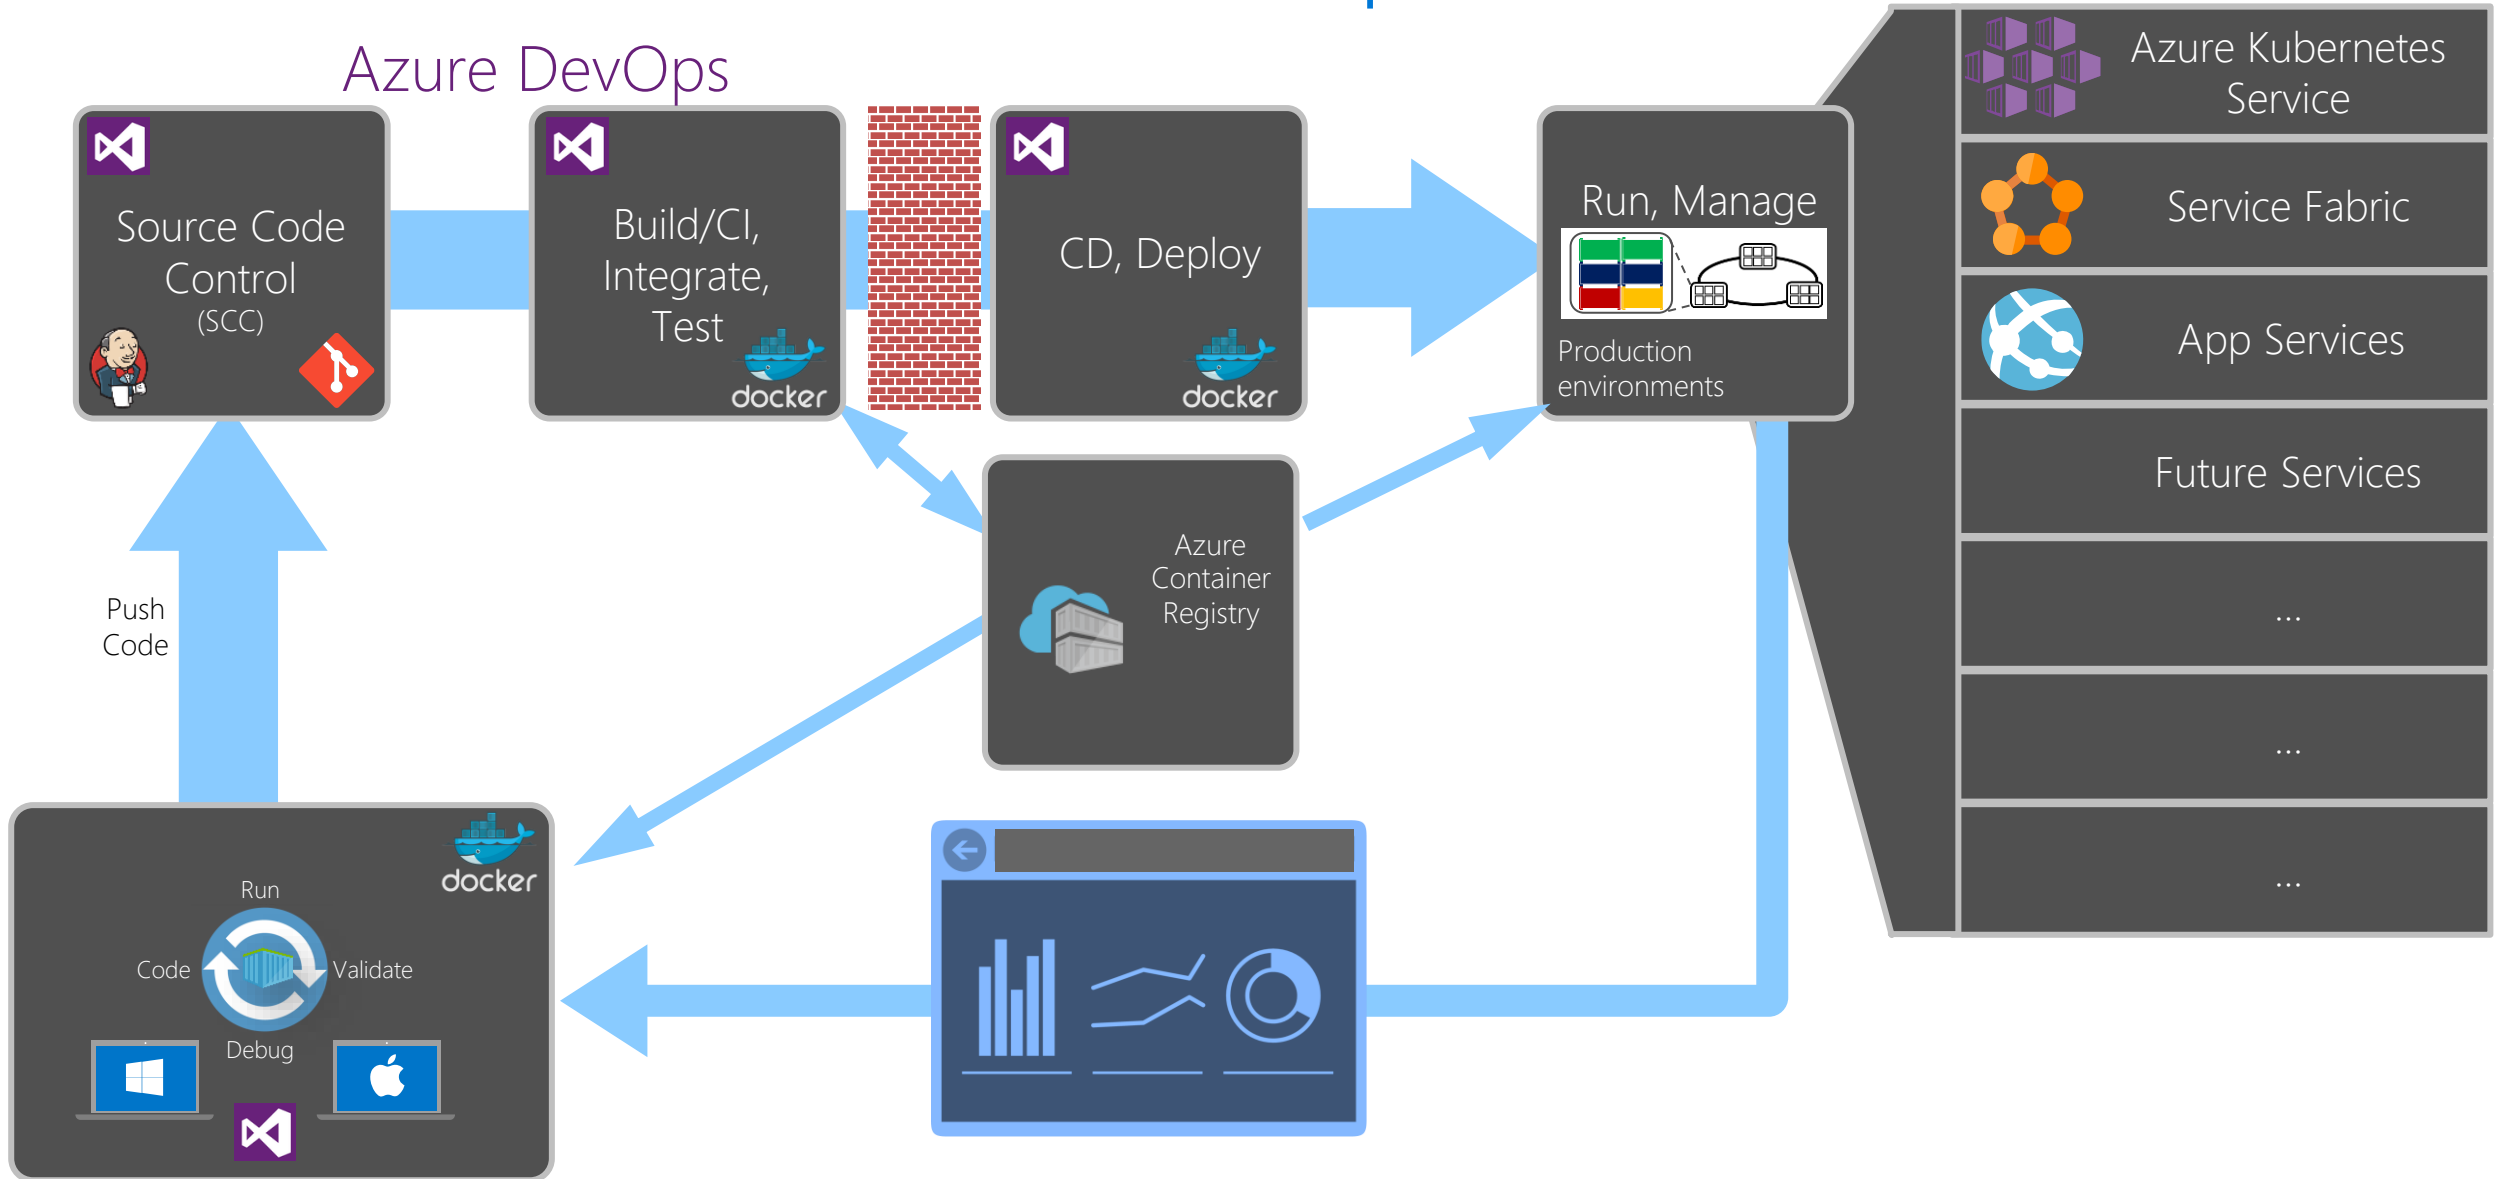 Azure DevOps
Source Code
Control
(SCC)
Build/CI,
Integrate,
Test
docker
CD, Deploy
docker
Run, Manage
Production
environments
Azure Kubernetes
Service
Service Fabric
App Services
Future Services
...
...
...
Azure
Container
Registry
Push
Code
docker
Run
Code
Validate
Debug